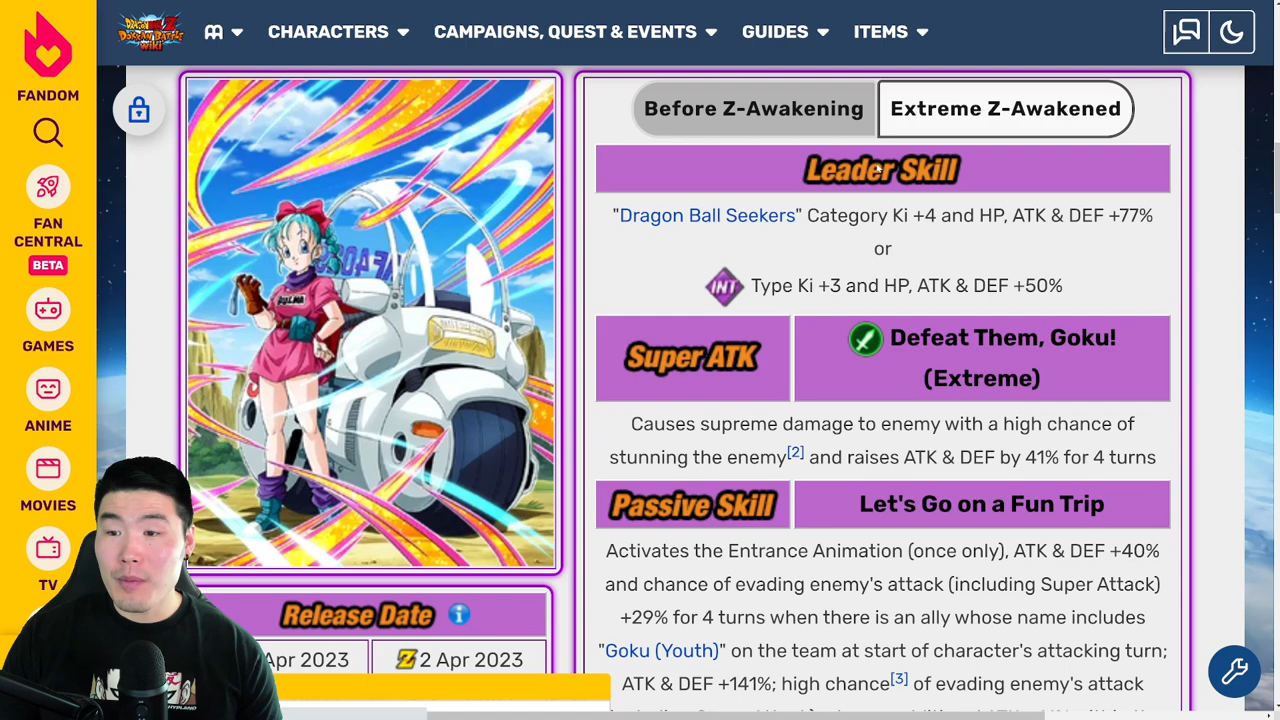 DRAGON BALL Z
DOKKAN BATTLE
WIKI
CHARACTERS
CAMPAIGNS, QUEST & EVENTS
GUIDES
ITEMS
FANDOM
FAN
CENTRAL
BETA
GAMES
ANIME
MOVIES
TV
BULMA
Release Date
Apr 2023
Z 2 Apr 2023
Before Z-Awakening
Extreme Z-Awakened
Leader Skill
"Dragon Ball Seekers" Category Ki +4 and HP, ATK & DEF +77%
or
INT Type Ki +3 and HP, ATK & DEF +50%
Super ATK
Defeat Them, Goku!
(Extreme)
Causes supreme damage to enemy with a high chance of
stunning the enemy[2] and raises ATK & DEF by 41% for 4 turns
Passive Skill
Let's Go on a Fun Trip
Activates the Entrance Animation (once only), ATK & DEF +40%
and chance of evading enemy's attack (including Super Attack)
+29% for 4 turns when there is an ally whose name includes
"Goku (Youth)" on the team at start of character's attacking turn;
ATK & DEF +141%; high chance[3] of evading enemy's attack